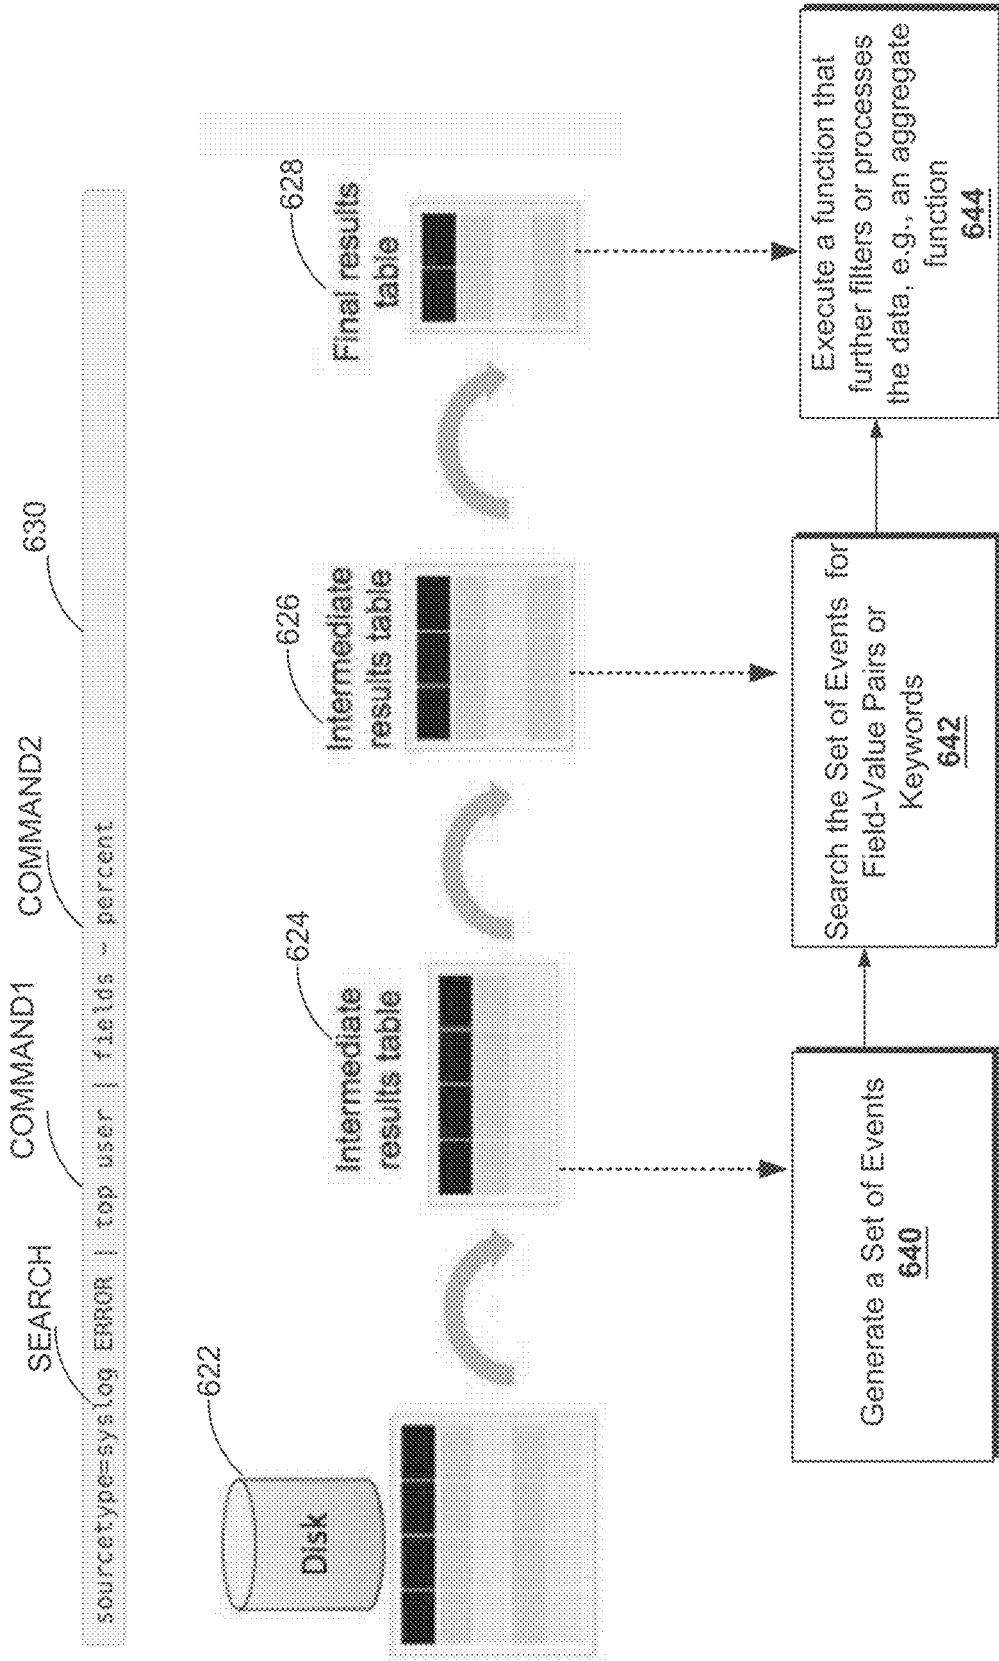 SEARCH
COMMAND1
COMMAND2
630
sourcetype=syslog ERROR | top user | fields - percent
622
Disk
624
Intermediate
results table
626
Intermediate
results table
628
Final results
table
Generate a Set of Events
640
Search the Set of Events for
Field-Value Pairs or
Keywords
642
Execute a function that
further filters or processes
the data, e.g., an aggregate
function
644